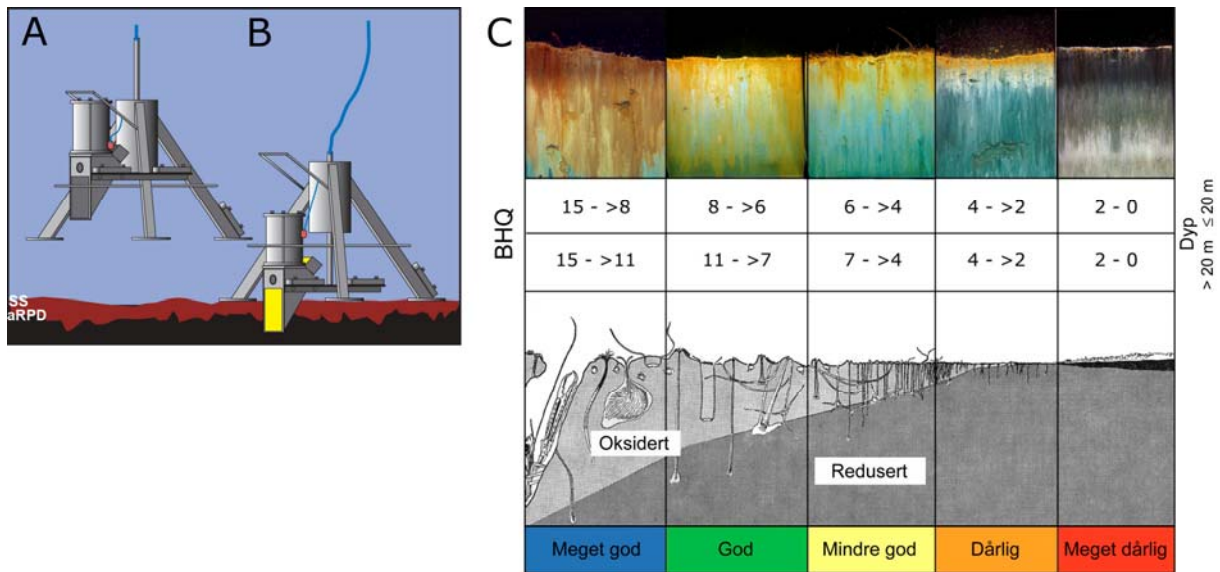 A
B
C
SS
aRPD
BHQ
15 - >8
8 - >6
6 - >4
4 - >2
2 - 0
15 - >11
11 - >7
7 - >4
4 - >2
2 - 0
Dyp
≤ 20 m
> 20 m
Oksidert
Redusert
Meget god
God
Mindre god
Dårlig
Meget dårlig